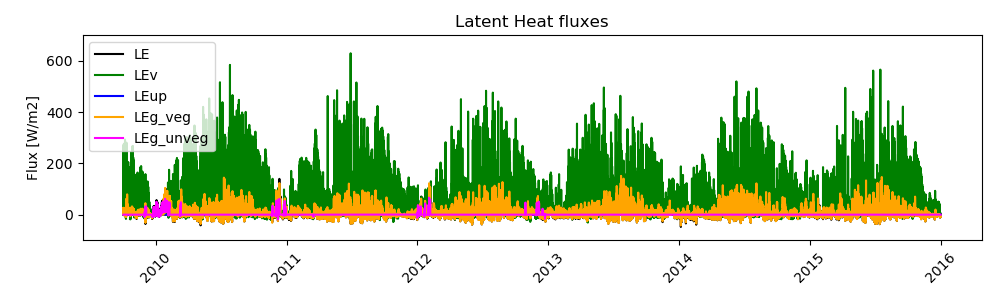 Latent Heat fluxes
Flux [W/m2]
600
400
200
0
LE
LEv
LEup
LEg_veg
LEg_unveg
2010
2011
2012
2013
2014
2015
2016